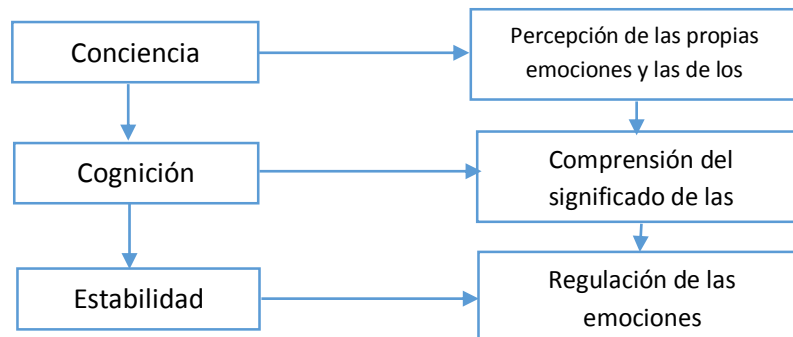 Conciencia
Percepción de las propias
emociones y las de los
Cognición
Comprensión del
significado de las
Estabilidad
Regulación de las
emociones